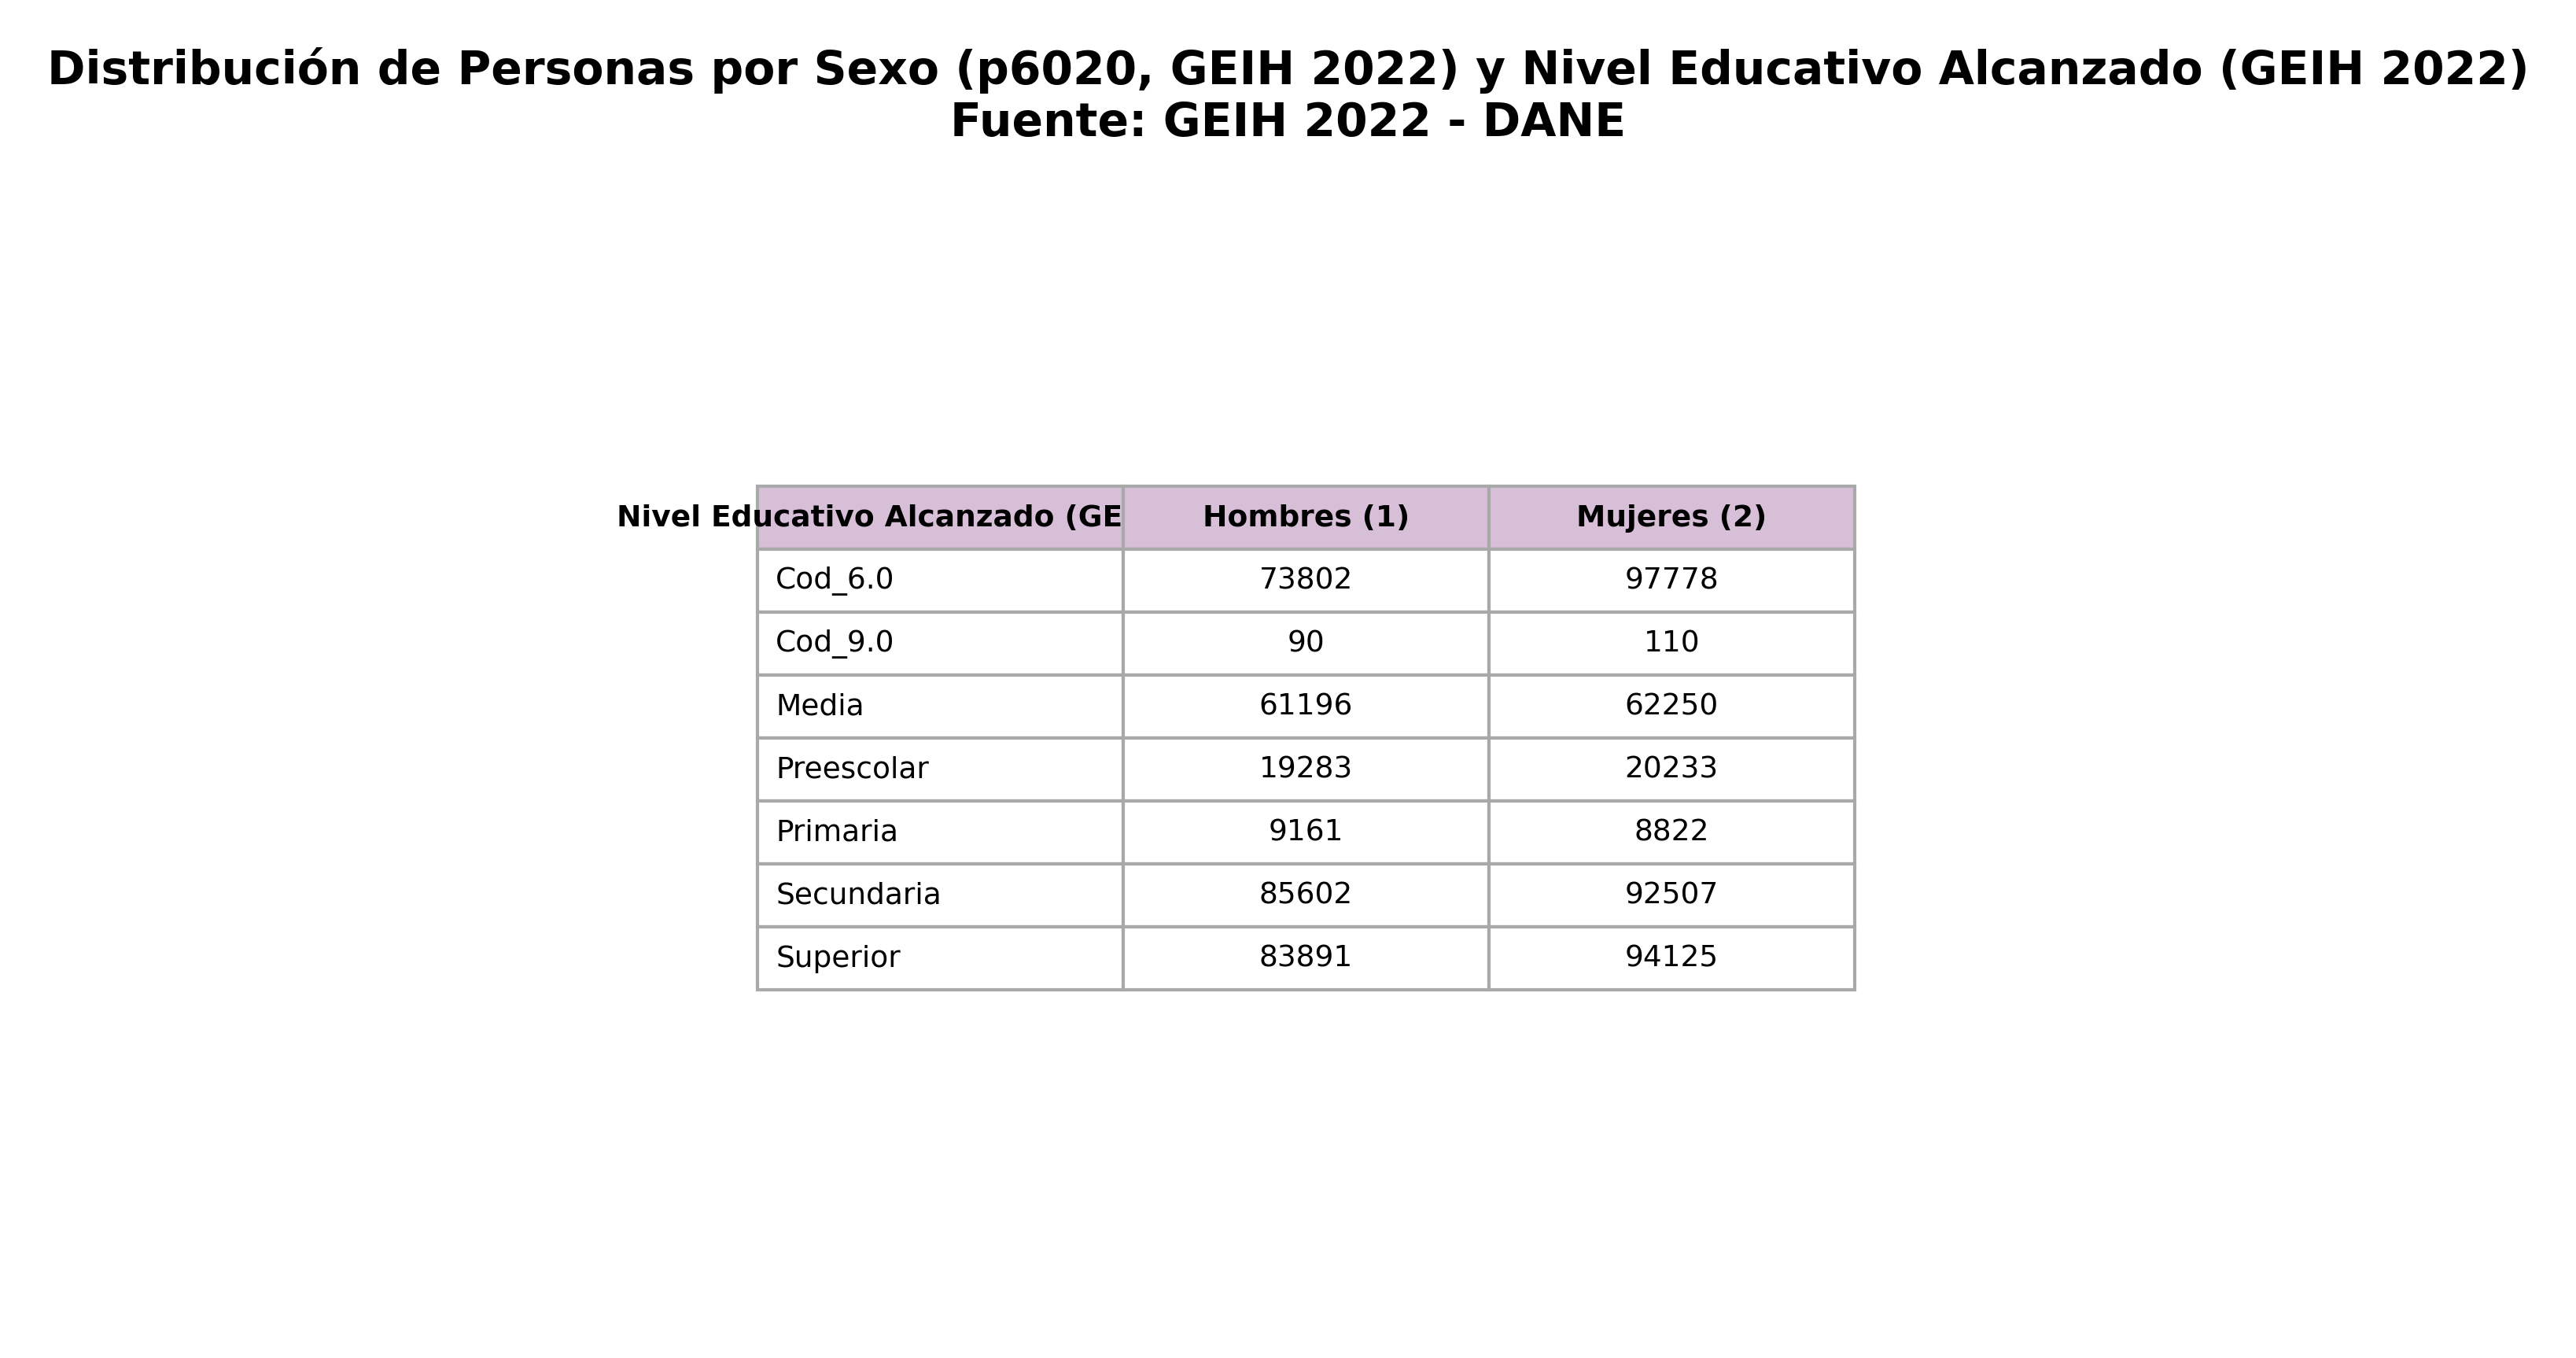 Distribución de Personas por Sexo (p6020, GEIH 2022) y Nivel Educativo Alcanzado (GEIH 2022)
Fuente: GEIH 2022 - DANE
Nivel Educativo Alcanzado (GE Hombres (1) Mujeres (2)
Cod_6.0 73802 97778
Cod_9.0 90 110
Media 61196 62250
Preescolar 19283 20233
Primaria 9161 8822
Secundaria 85602 92507
Superior 83891 94125